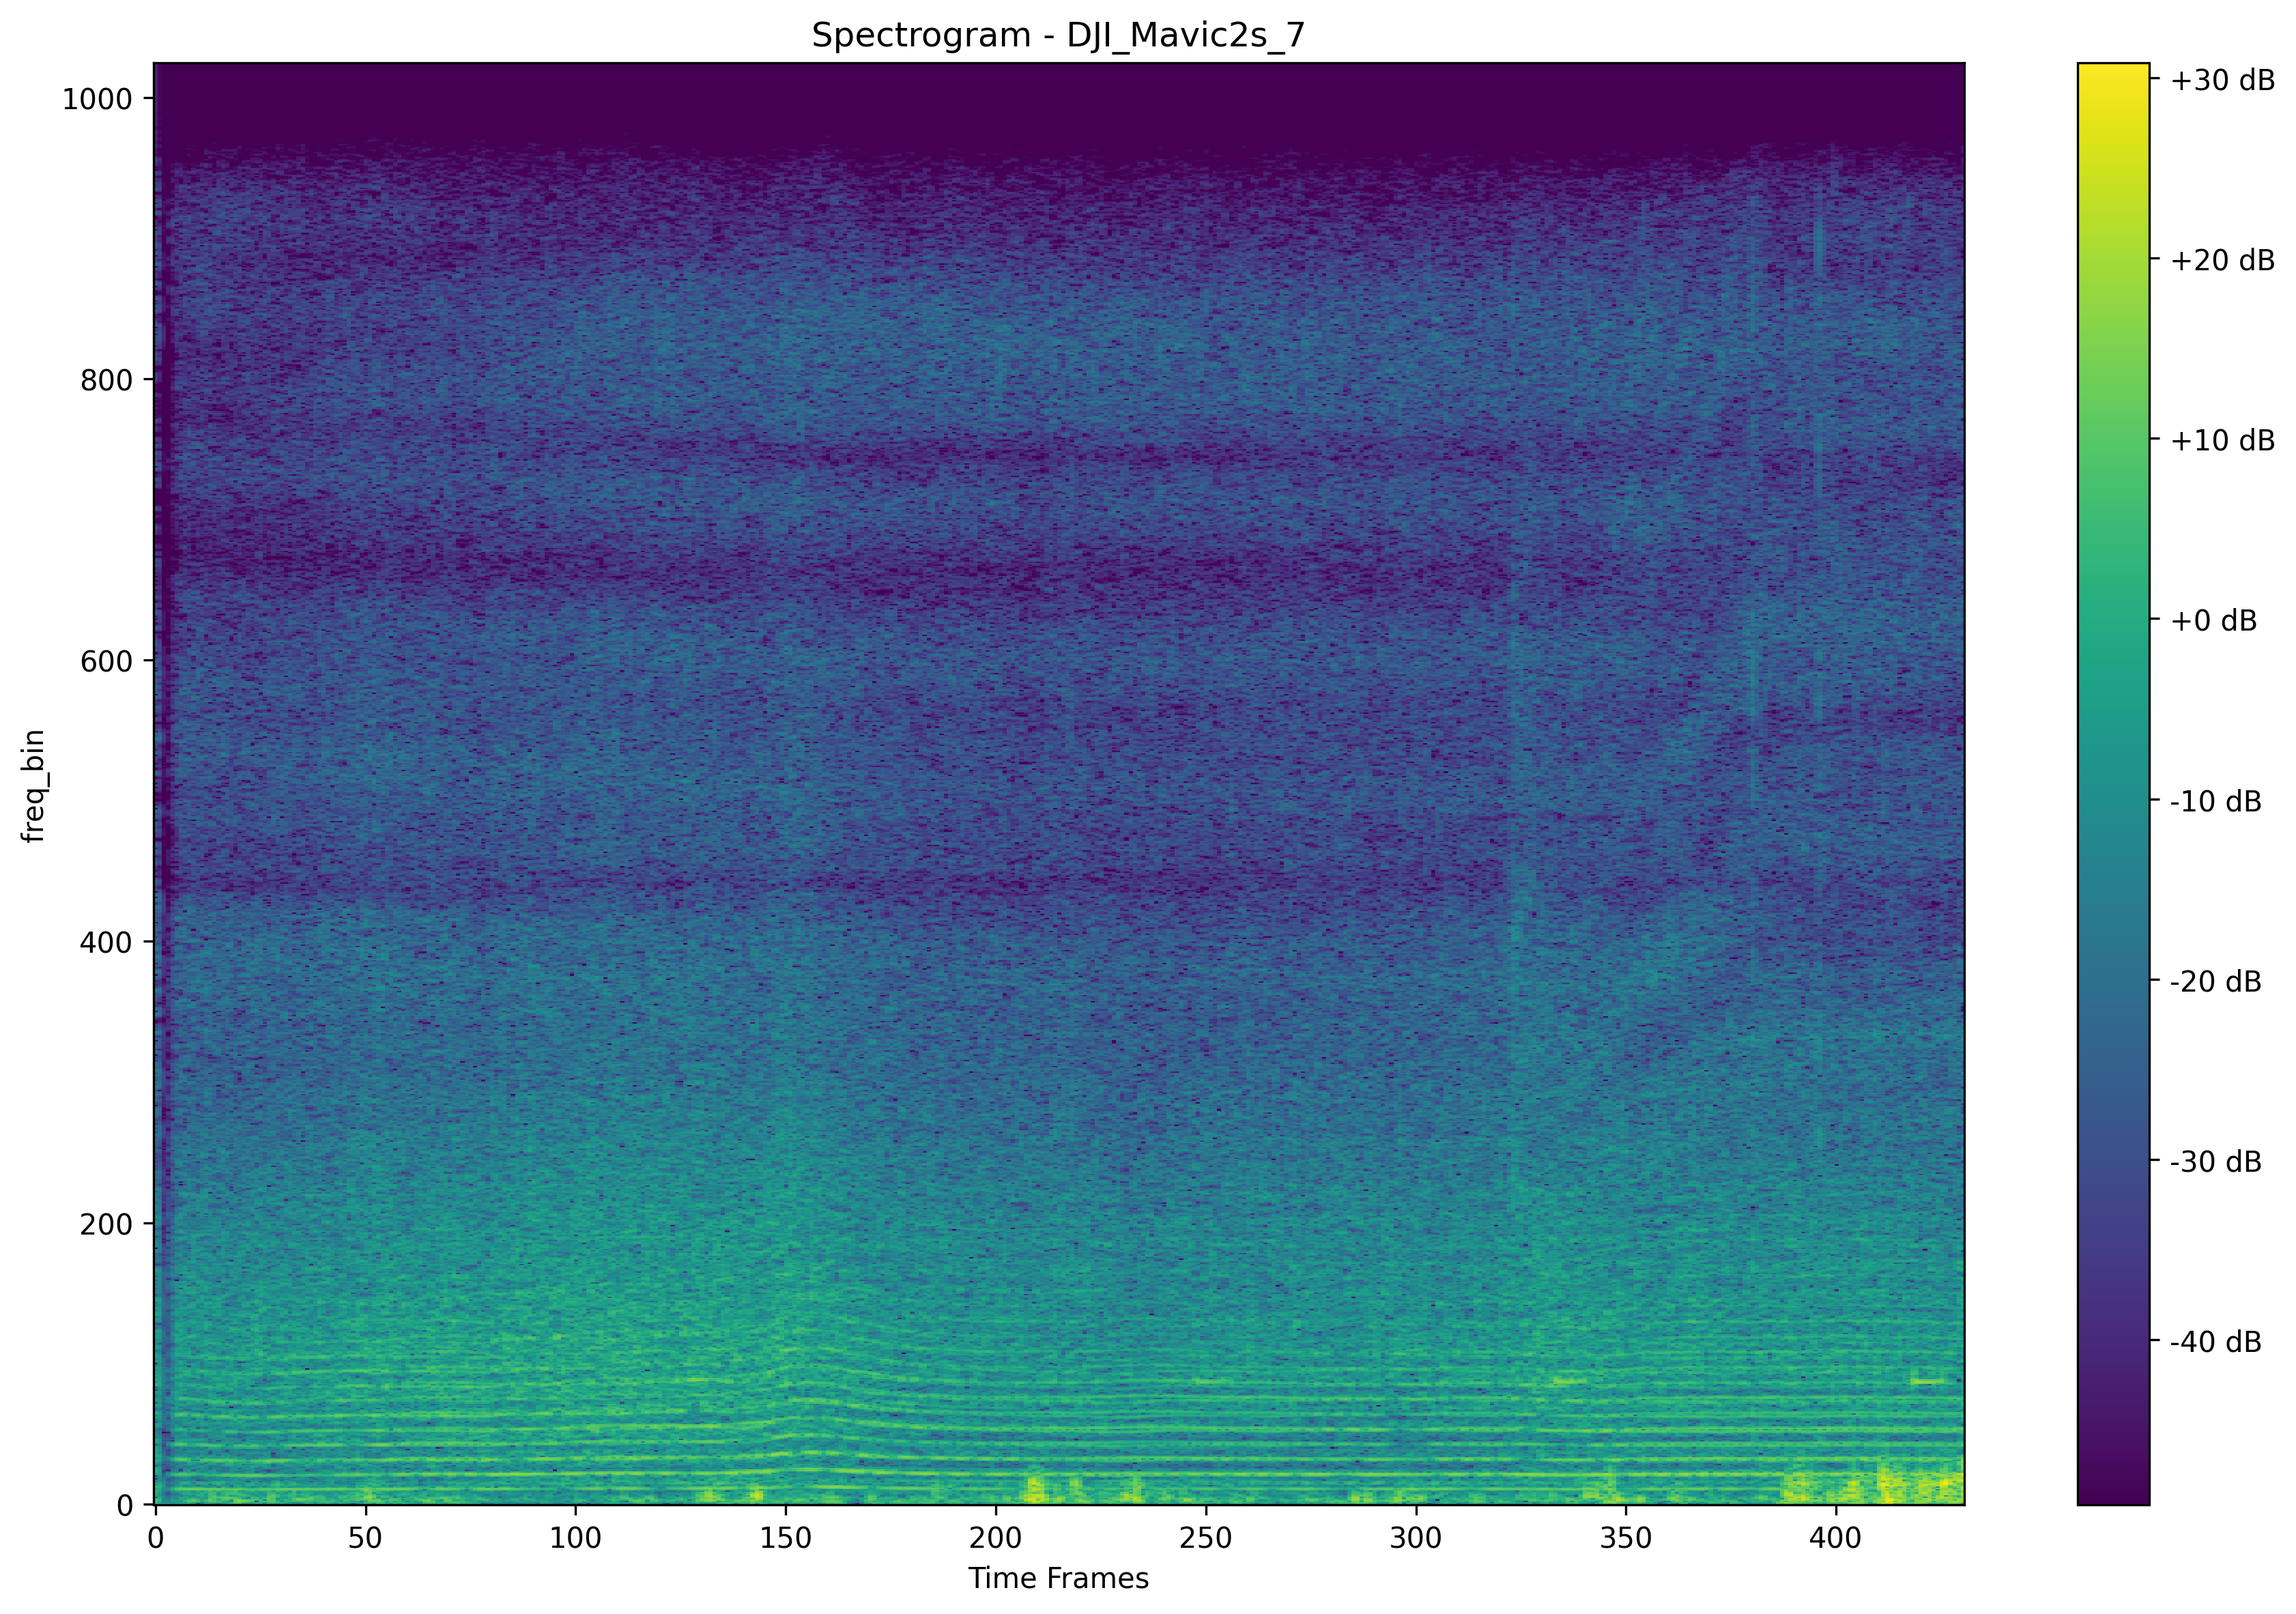 Spectrogram - DJI_Mavic2s_7
1000
800
600
400
200
0
freq_bin
0 50 100 150 200 250 300 350 400
Time Frames
+30 dB
+20 dB
+10 dB
+0 dB
-10 dB
-20 dB
-30 dB
-40 dB